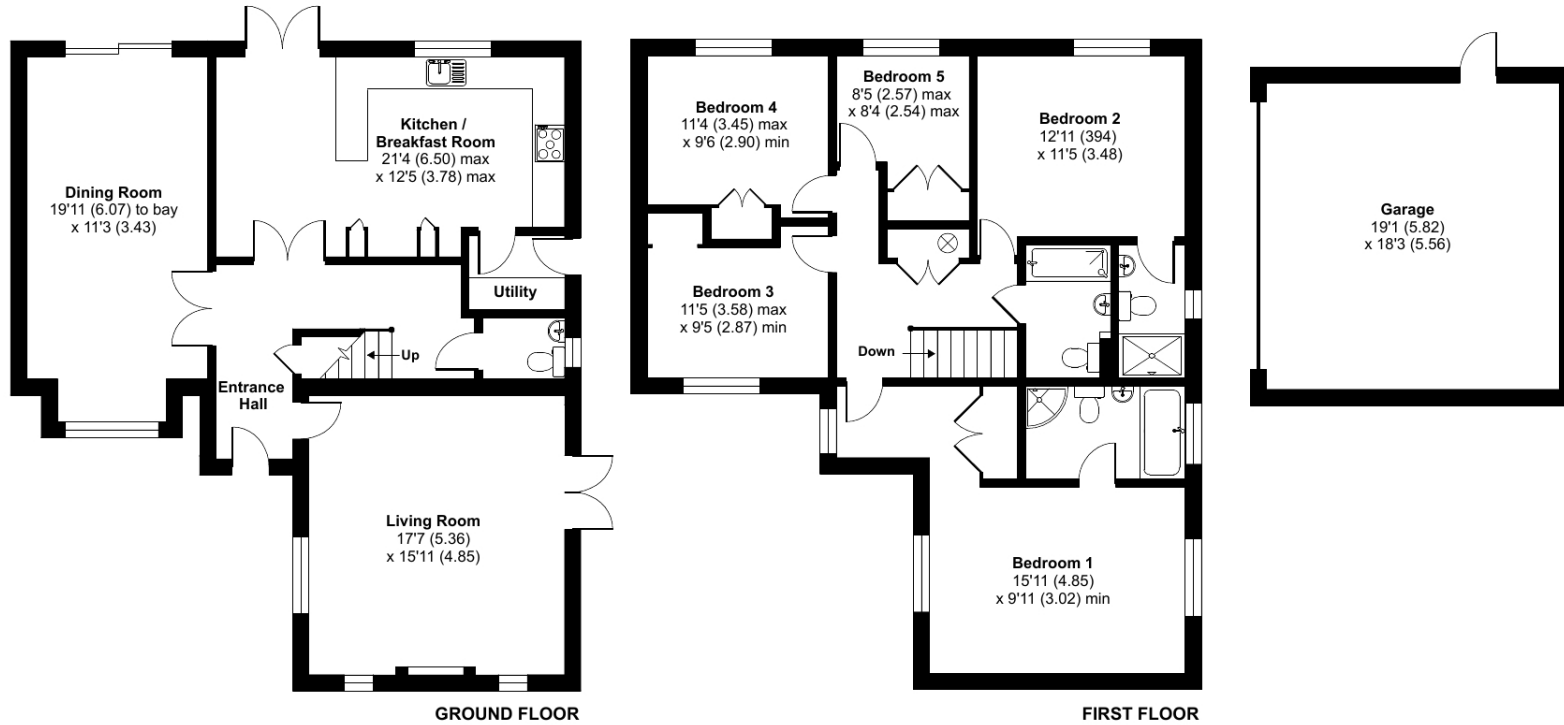 Dining Room
19'11 (6.07) to bay
x 11'3 (3.43)
Kitchen /
Breakfast Room
21'4 (6.50) max
x 12'5 (3.78) max
Utility
Up
Entrance
Hall
Living Room
17'7 (5.36)
x 15'11 (4.85)
GROUND FLOOR
Bedroom 4
11'4 (3.45) max
x 9'6 (2.90) min
Bedroom 5
8'5 (2.57) max
x 8'4 (2.54) max
Bedroom 2
12'11 (394)
x 11'5 (3.48)
Bedroom 3
11'5 (3.58) max
x 9'5 (2.87) min
Down
Bedroom 1
15'11 (4.85)
x 9'11 (3.02) min
FIRST FLOOR
Garage
19'1 (5.82)
x 18'3 (5.56)